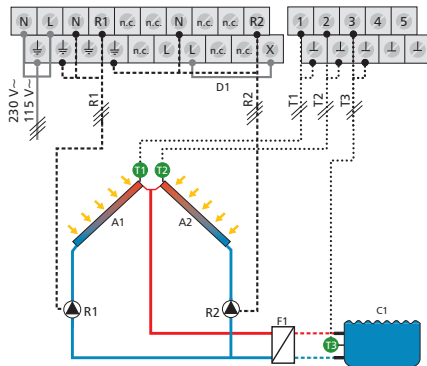 N L N R1 n.c. n.c. N n.c. n.c. R2
n.c. L L n.c. n.c. X
1 2 3 4 5
D1
230 V~
115 V~
R1
R2
T1
T2
T3
T1 T2
A1 A2
R1
R2
F1
C1
T3